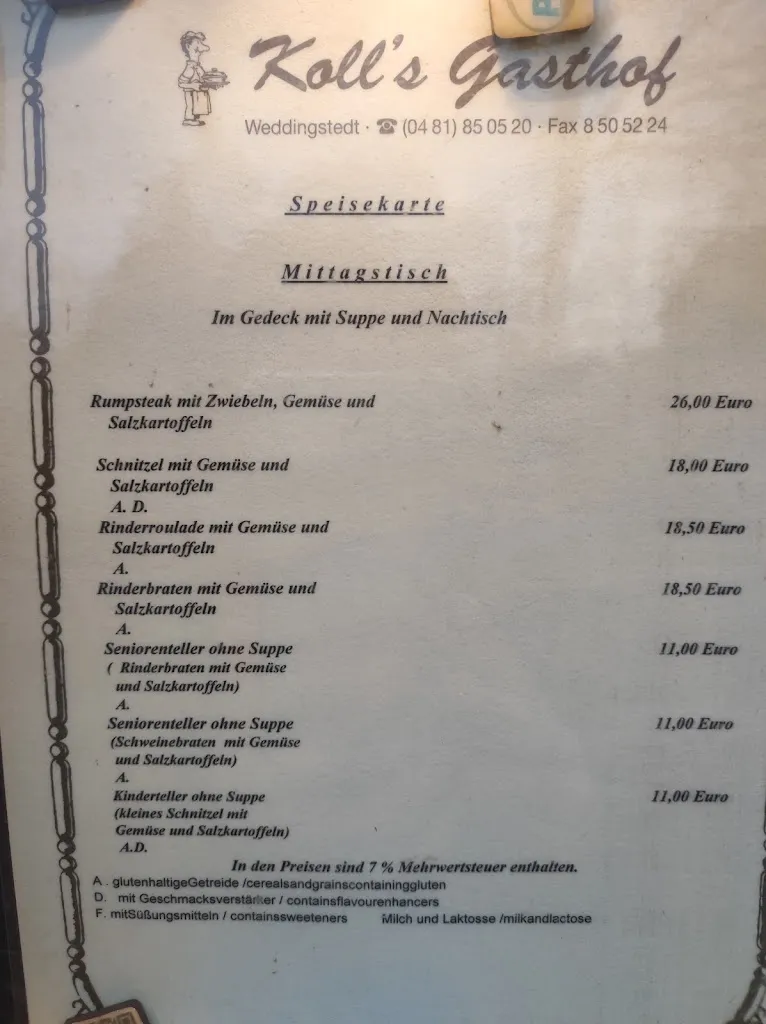 Koll's Gasthof
Weddingstedt · ☎ (04 81) 85 05 20 · Fax 8 50 52 24
Speisekarte
Mittagstisch
Im Gedeck mit Suppe und Nachtisch
Rumpsteak mit Zwiebeln, Gemüse und 26,00 Euro
Salzkartoffeln
Schnitzel mit Gemüse und 18,00 Euro
Salzkartoffeln
A. D.
Rinderroulade mit Gemüse und 18,50 Euro
Salzkartoffeln
A.
Rinderbraten mit Gemüse und 18,50 Euro
Salzkartoffeln
A.
Seniorenteller ohne Suppe 11,00 Euro
( Rinderbraten mit Gemüse
und Salzkartoffeln)
A.
Seniorenteller ohne Suppe 11,00 Euro
(Schweinebraten mit Gemüse
und Salzkartoffeln)
A.
Kinderteller ohne Suppe 11,00 Euro
(kleines Schnitzel mit
Gemüse und Salzkartoffeln)
A.D.
In den Preisen sind 7 % Mehrwertsteuer enthalten.
A . glutenhaltigeGetreide /cerealsandgrainscontaininggluten
D. mit Geschmacksverstärker / containsflavourenhancers
F. mitSüßungsmitteln / containssweeteners Milch und Laktosse /milkandlactose